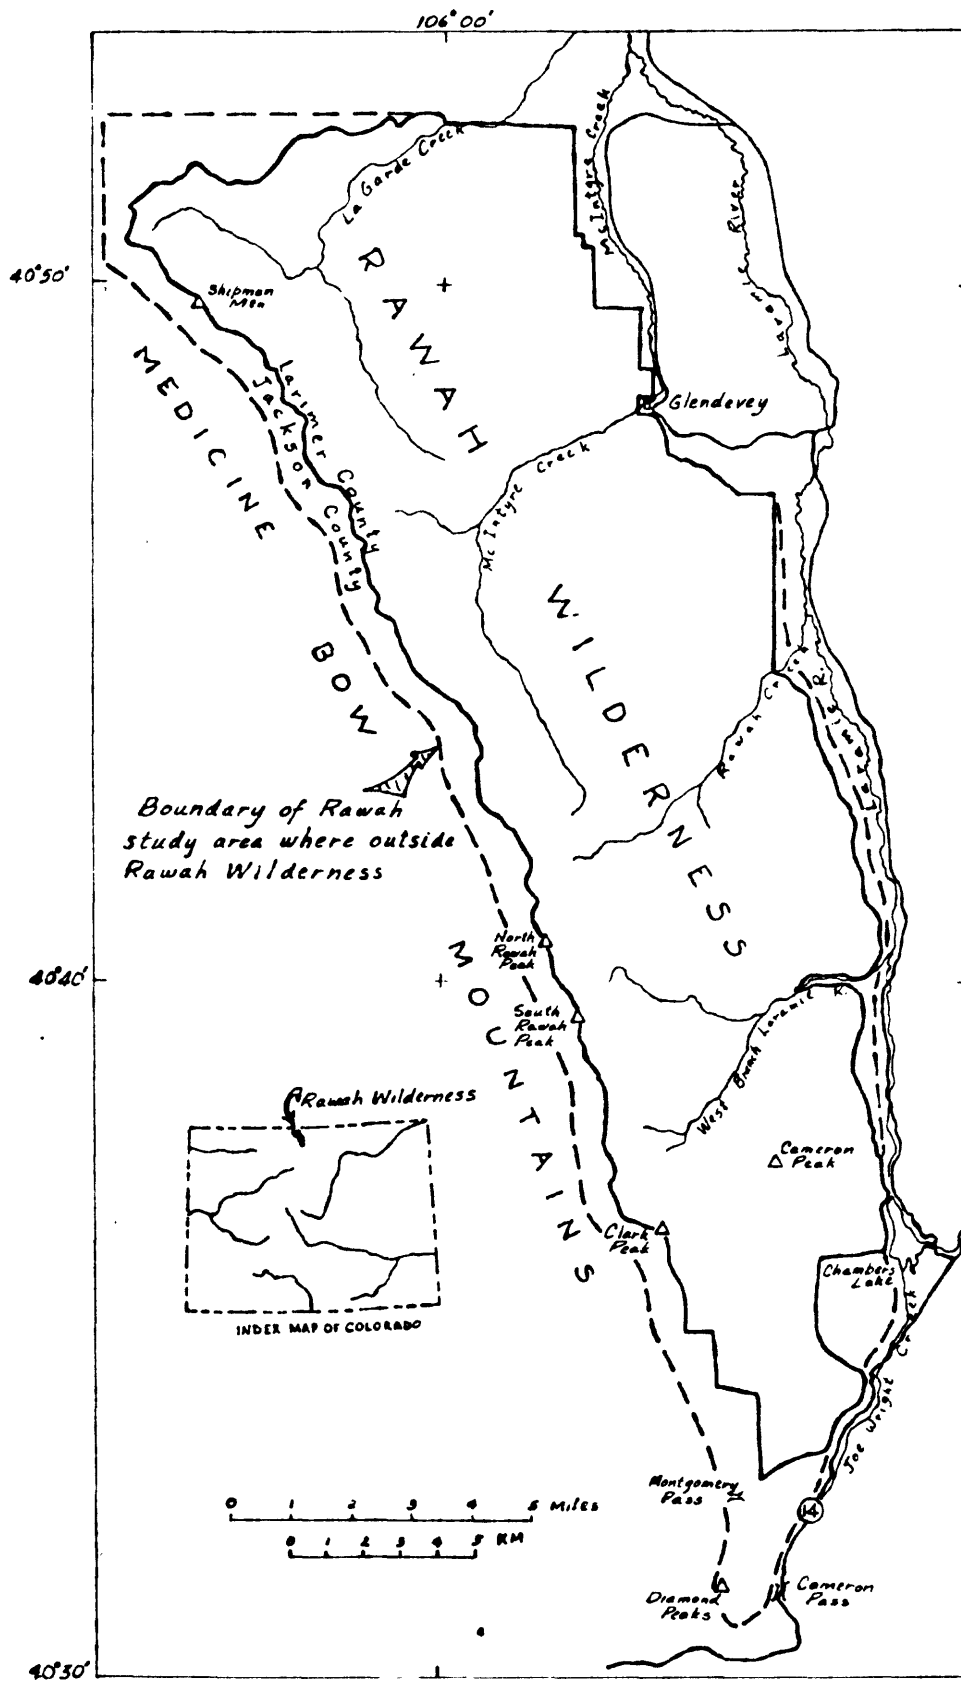 106°00'
La Garde Creek
McIntyre Creek
Laramie River
RAWAH
40°50'
Shipman
Mtn
Glendevey
MEDICINE
Larimer County
Jackson County
McIntyre Creek
WILDERNESS
BOW
Rawah Creek
Laramie R.
Boundary of Rawah
study area where outside
Rawah Wilderness
North
Rawah
Peak
MOUNTAINS
40°40'
South
Rawah
Peak
West Branch Laramie R.
Rawah Wilderness
Cameron
Peak
Clark
Peak
Chambers
Lake
INDEX MAP OF COLORADO
Joe Wright Creek
Montgomery
Pass
0 1 2 3 4 5 MILES
0 1 2 3 4 5 KM
14
Diamond
Peaks
Cameron
Pass
40°30'